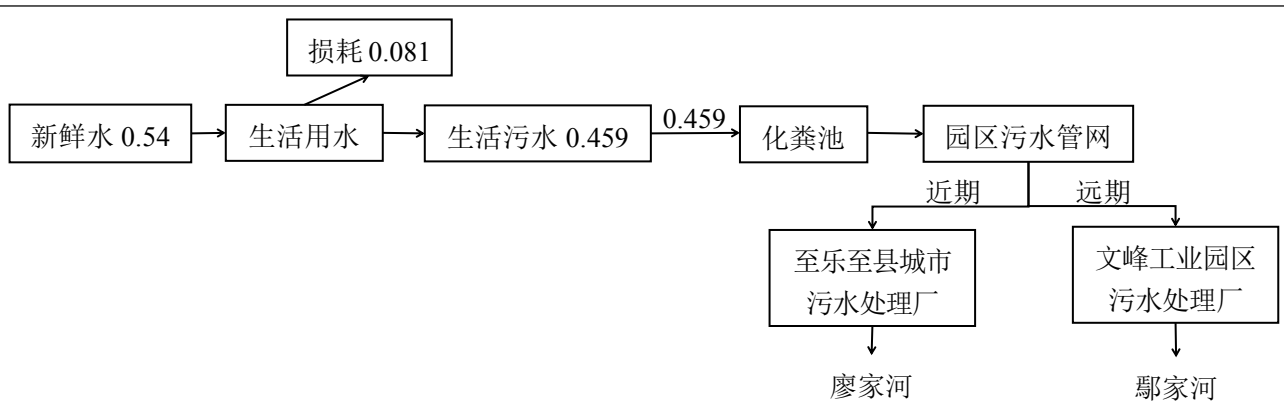 损耗 0.081
新鲜水 0.54
生活用水
生活污水 0.459
0.459
化粪池
园区污水管网
近期
远期
至乐至县城市
污水处理厂
文峰工业园区
污水处理厂
廖家河
鄢家河